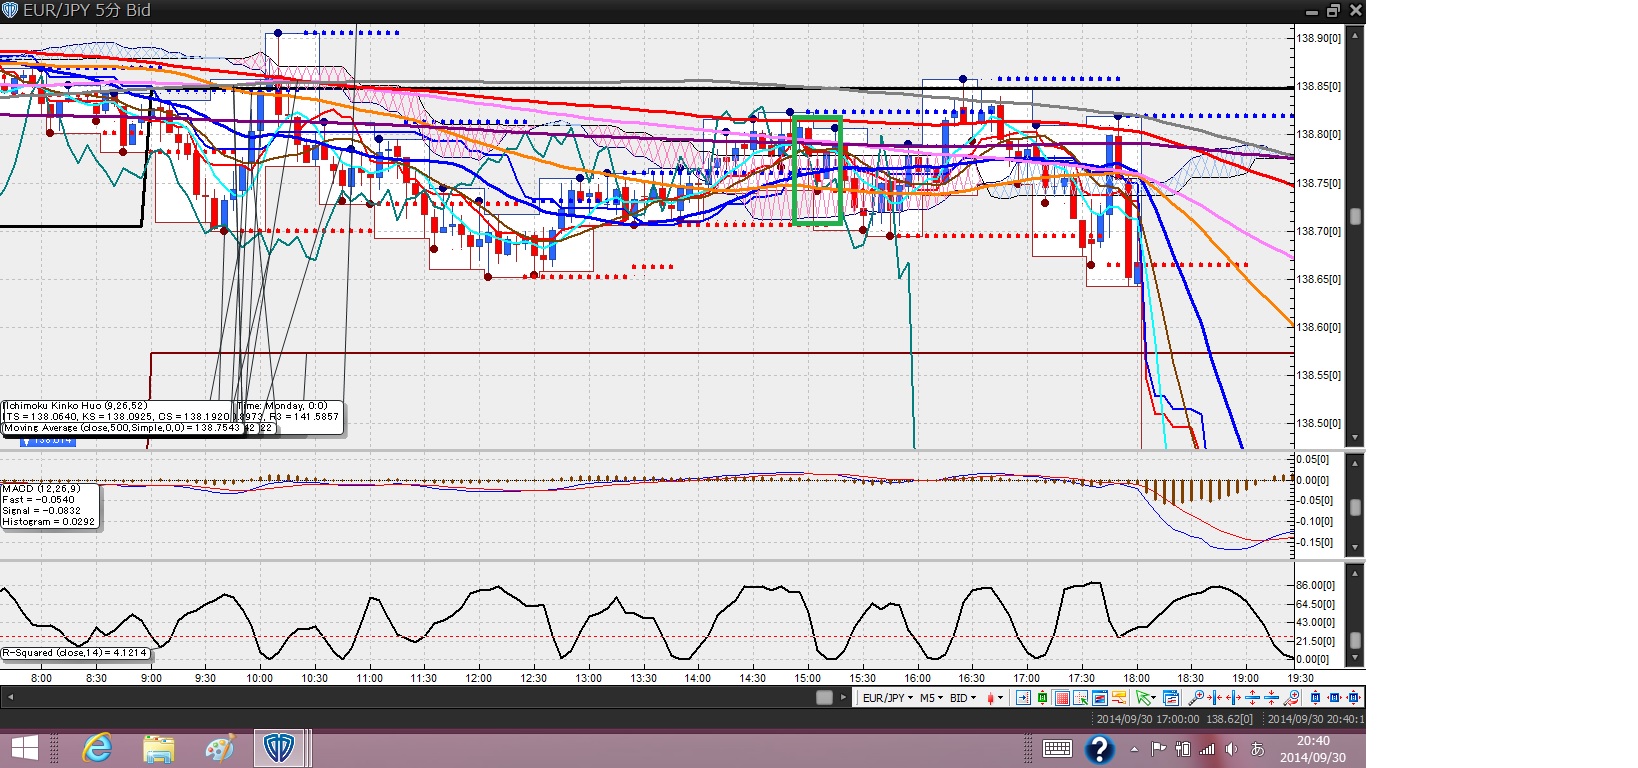 EUR/JPY 5分 Bid
138.90[0]
138.85[0]
138.80[0]
138.75[0]
138.70[0]
138.65[0]
138.60[0]
138.55[0]
138.50[0]
Ichimoku Kinko Huo (9,26,52)
Time: Monday, 0:0)
TS = 138.0640, KS = 138.0925, CS = 138.1920
.8973, R3 = 141.5857
Moving Average (close,500,Simple,0,0) = 138.7543
22
0.05[0]
0.00[0]
-0.05[0]
-0.10[0]
-0.15[0]
MACD (12,26,9)
Fast = -0.0540
Signal = -0.0832
Histogram = 0.0292
86.00[0]
64.50[0]
43.00[0]
21.50[0]
0.00[0]
R-Squared (close,14) = 4.1214
8:00 8:30 9:00 9:30 10:00 10:30 11:00 11:30 12:00 12:30 13:00 13:30 14:00 14:30 15:00 15:30 16:00 16:30 17:00 17:30 18:00 18:30 19:00 19:30
EUR/JPY M5 BID
2014/09/30 17:00:00 138.62[0] 2014/09/30 20:40:1
あ
20:40
2014/09/30